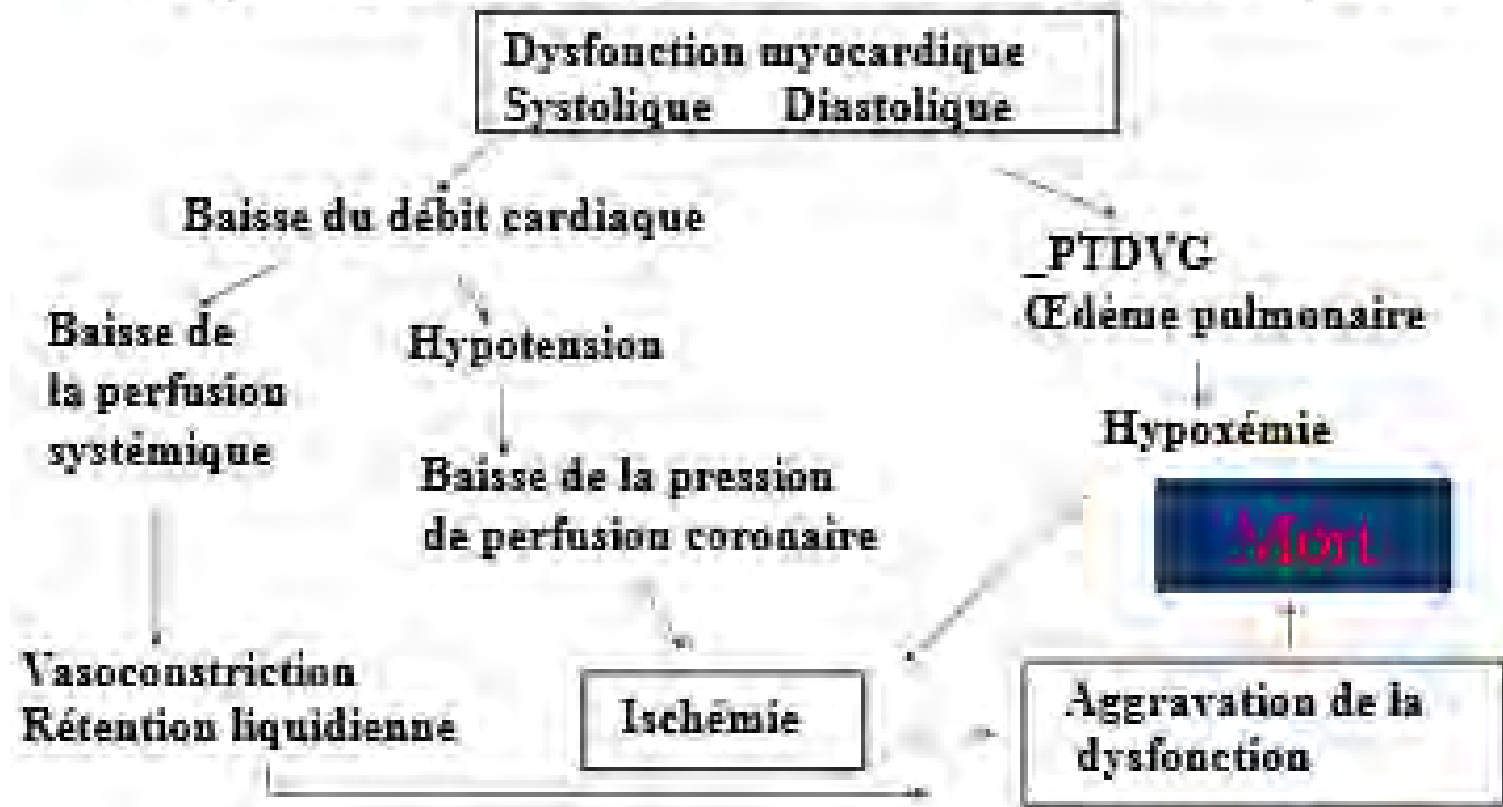 Dysfonction myocardique
Systolique Diastolique
Baisse du débit cardiaque
_PTDVG
Œdème pulmonaire
Baisse de
la perfusion
systémique
Hypotension
Hypoxémie
Baisse de la pression
de perfusion coronaire
Mort
Vasoconstriction
Rétention liquidienne
Ischémie
Aggravation de la
dysfonction